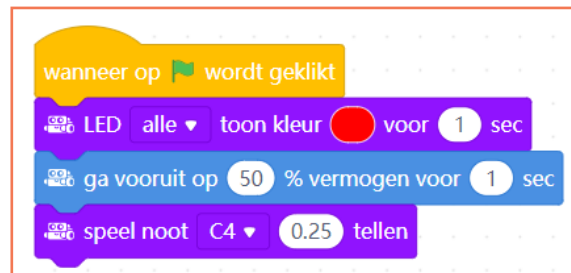 wanneer op wordt geklikt
LED alle toon kleur voor 1 sec
ga vooruit op 50 % vermogen voor 1 sec
speel noot C4 0.25 tellen